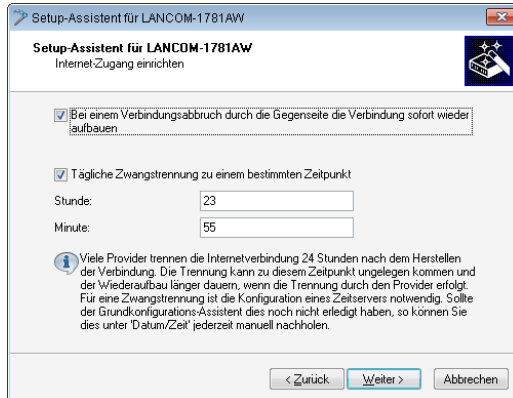 Setup-Assistent für LANCOM-1781AW
Setup-Assistent für LANCOM-1781AW
Internet-Zugang einrichten
Bei einem Verbindungsabbruch durch die Gegenseite die Verbindung sofort wieder
aufbauen
Tägliche Zwangstrennung zu einem bestimmten Zeitpunkt
Stunde: 23
Minute: 55
Viele Provider trennen die Internetverbindung 24 Stunden nach dem Herstellen
der Verbindung. Die Trennung kann zu diesem Zeitpunkt ungelegen kommen und
der Wiederaufbau länger dauern, wenn die Trennung durch den Provider erfolgt.
Für eine Zwangstrennung ist die Konfiguration eines Zeitservers notwendig. Sollte
der Grundkonfigurations-Assistent dies noch nicht erledigt haben, so können Sie
dies unter 'Datum/Zeit' jederzeit manuell nachholen.
< Zurück Weiter > Abbrechen